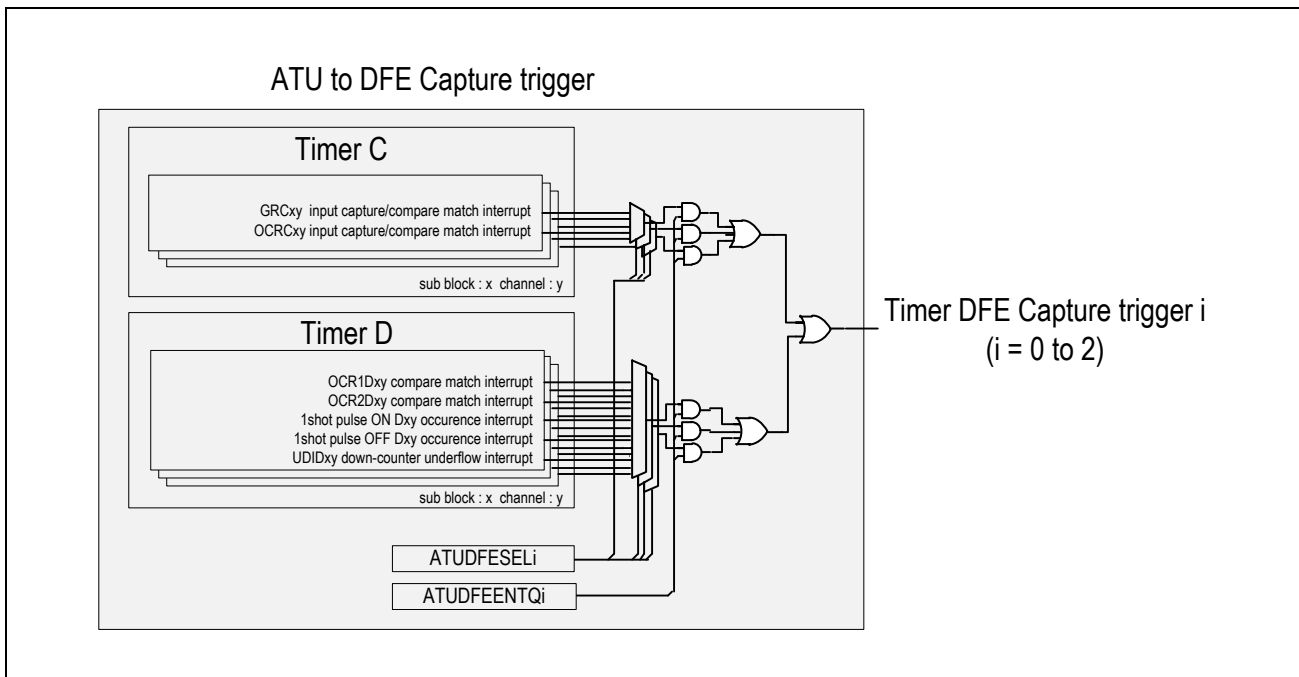 ATU to DFE Capture trigger
Timer C
GRCxy input capture/compare match interrupt
OCRCxy input capture/compare match interrupt
sub block : x channel : y
Timer D
OCR1Dxy compare match interrupt
OCR2Dxy compare match interrupt
1shot pulse ON Dxy occurence interrupt
1shot pulse OFF Dxy occurence interrupt
UDIDxy down-counter underflow interrupt
sub block : x channel : y
ATUDFESELi
ATUDFEENTQi
Timer DFE Capture trigger i
(i = 0 to 2)